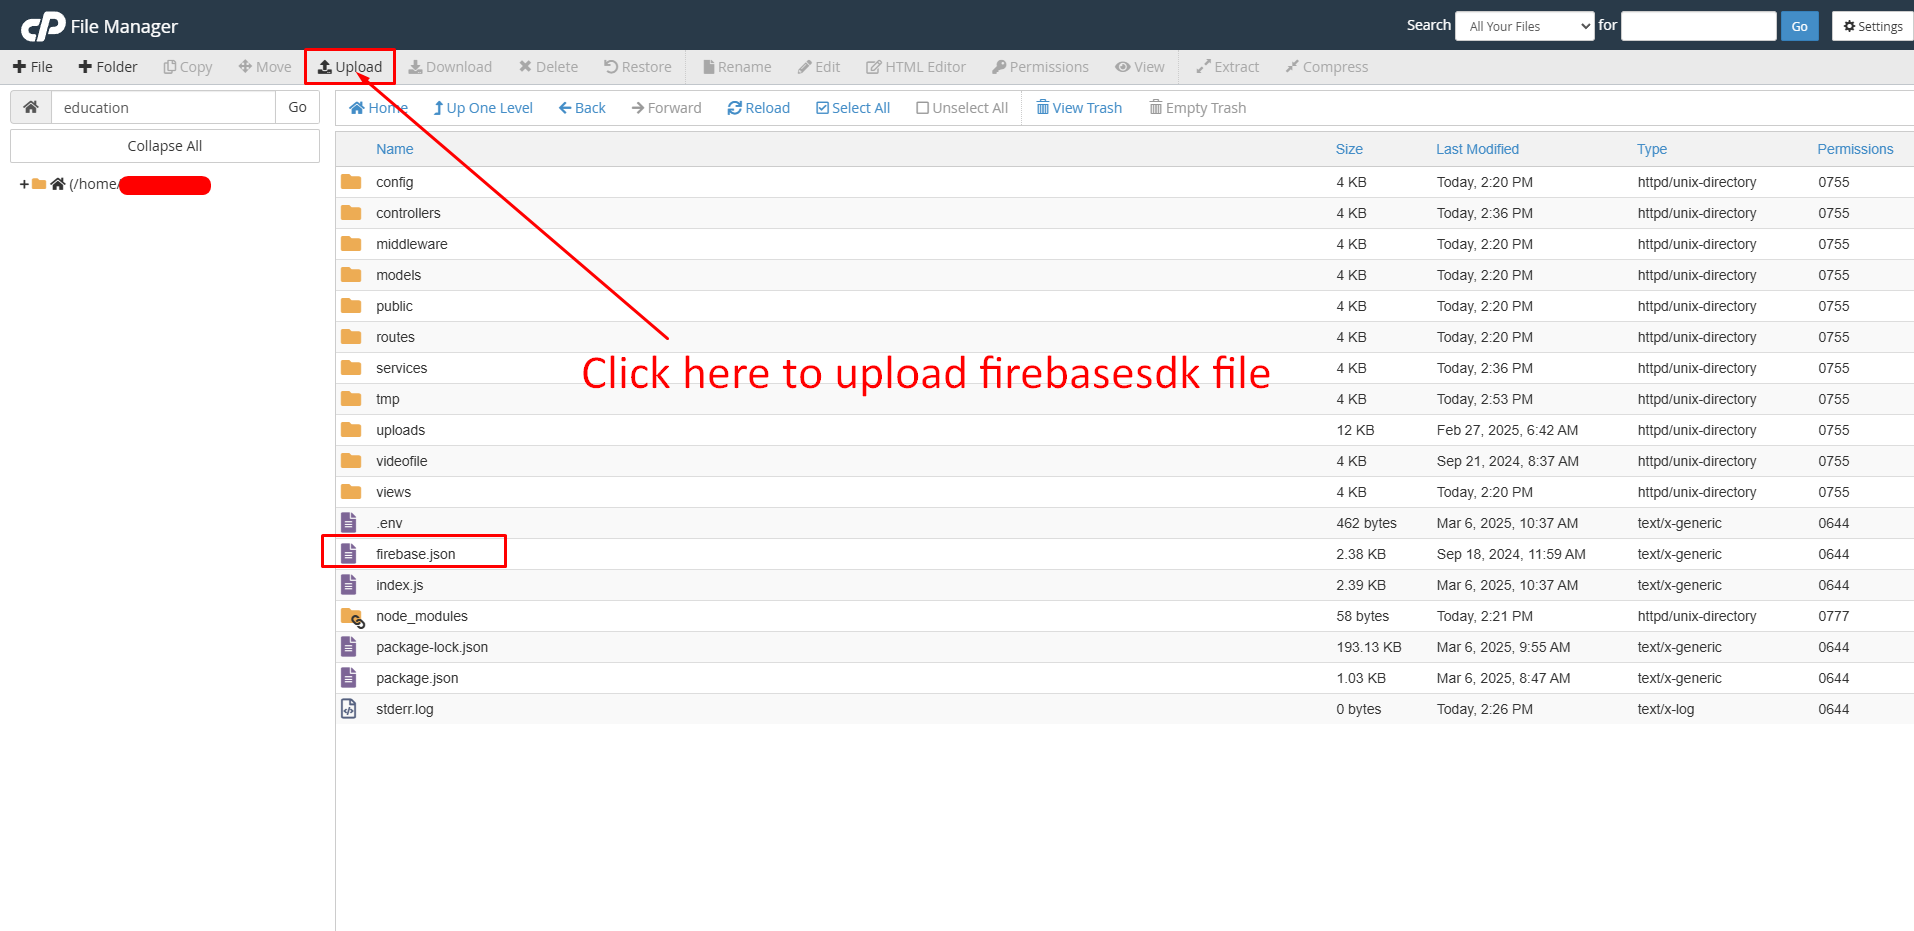 cP File Manager
Search All Your Files for Go Settings
File Folder Copy Move Upload Download Delete Restore Rename Edit HTML Editor Permissions View Extract Compress
education Go
Home Up One Level Back Forward Reload Select All Unselect All View Trash Empty Trash
Collapse All
(/home/
Name Size Last Modified Type Permissions
config 4 KB Today, 2:20 PM httpd/unix-directory 0755
controllers 4 KB Today, 2:36 PM httpd/unix-directory 0755
middleware 4 KB Today, 2:20 PM httpd/unix-directory 0755
models 4 KB Today, 2:20 PM httpd/unix-directory 0755
public 4 KB Today, 2:20 PM httpd/unix-directory 0755
routes 4 KB Today, 2:20 PM httpd/unix-directory 0755
services 4 KB Today, 2:36 PM httpd/unix-directory 0755
Click here to upload firebasesdk file
tmp 4 KB Today, 2:53 PM httpd/unix-directory 0755
uploads 12 KB Feb 27, 2025, 6:42 AM httpd/unix-directory 0755
videofile 4 KB Sep 21, 2024, 8:37 AM httpd/unix-directory 0755
views 4 KB Today, 2:20 PM httpd/unix-directory 0755
.env 462 bytes Mar 6, 2025, 10:37 AM text/x-generic 0644
firebase.json 2.38 KB Sep 18, 2024, 11:59 AM text/x-generic 0644
index.js 2.39 KB Mar 6, 2025, 10:37 AM text/x-generic 0644
node_modules 58 bytes Today, 2:21 PM httpd/unix-directory 0777
package-lock.json 193.13 KB Mar 6, 2025, 9:55 AM text/x-generic 0644
package.json 1.03 KB Mar 6, 2025, 8:47 AM text/x-generic 0644
stderr.log 0 bytes Today, 2:26 PM text/x-log 0644